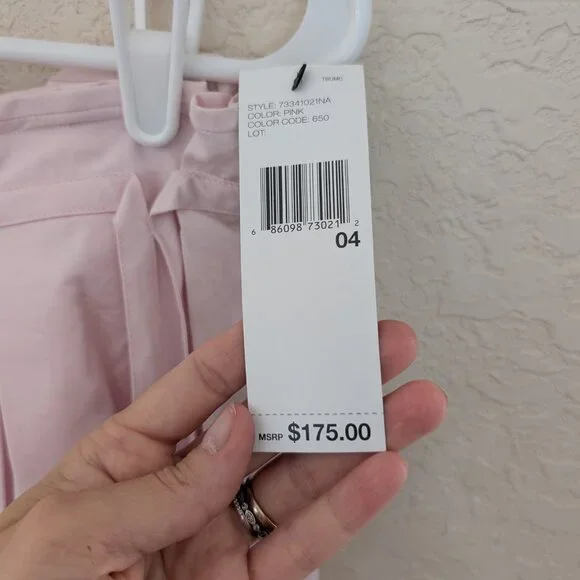 STYLE: 73341021NA
COLOR: PINK
COLOR CODE: 650
LOT:
6 86098 73021 2
04
MSRP $175.00